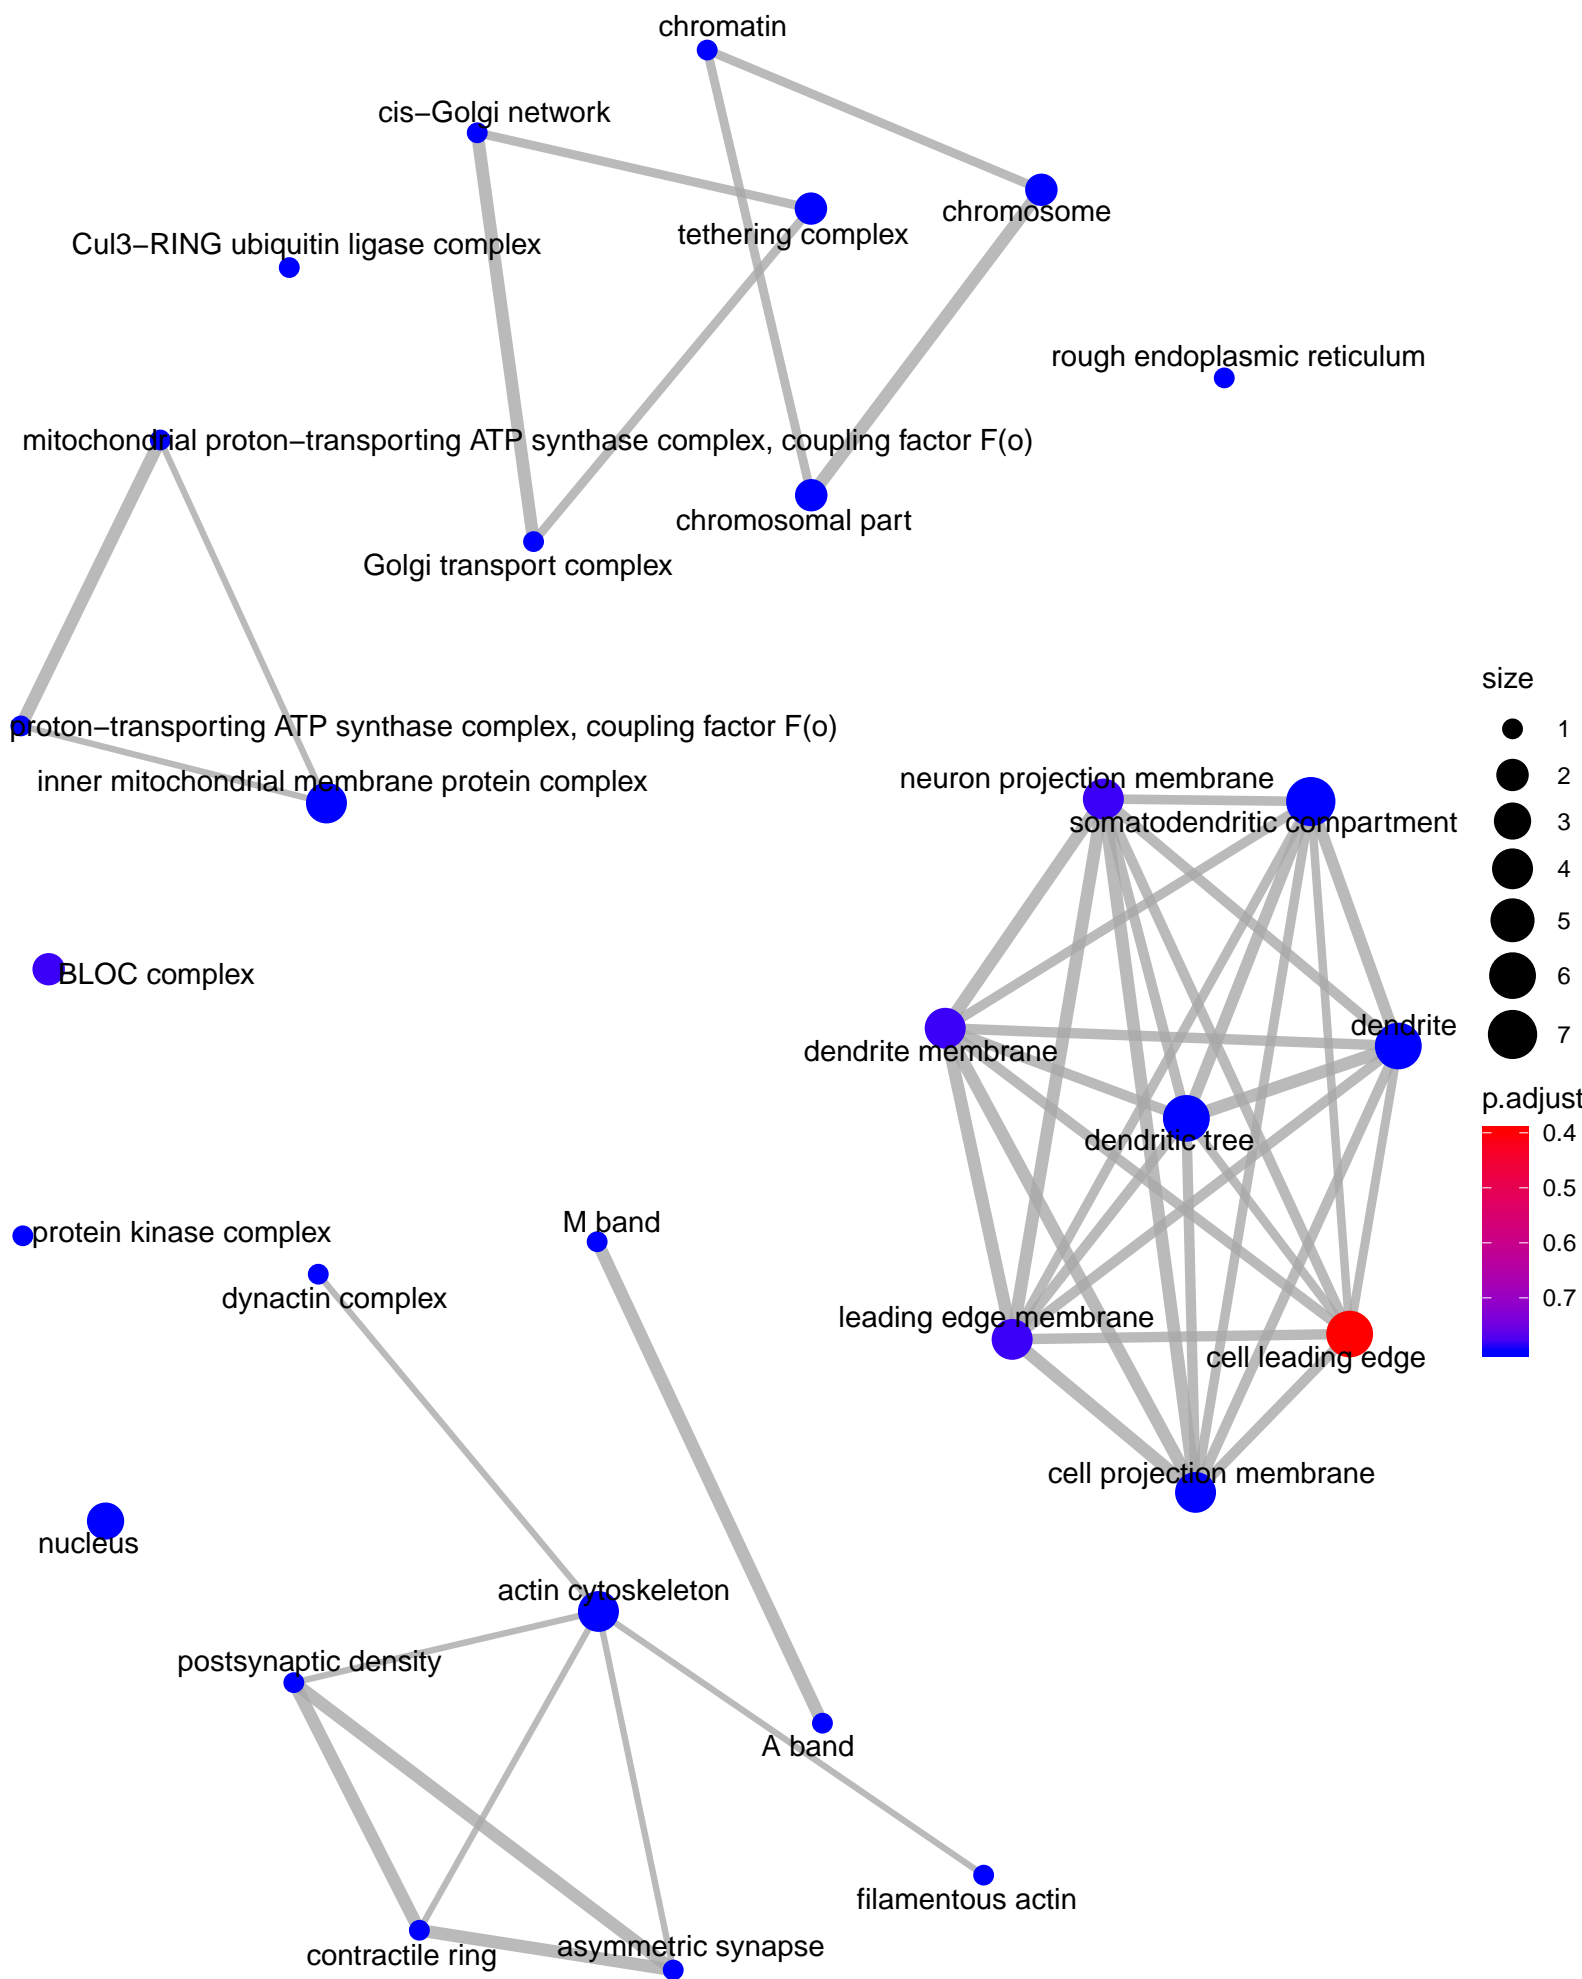 chromatin
cis−Golgi network
chromosome
tethering complex
Cul3−RING ubiquitin ligase complex
rough endoplasmic reticulum
mitochondrial proton−transporting ATP synthase complex, coupling factor F(o)
chromosomal part
Golgi transport complex
proton−transporting ATP synthase complex, coupling factor F(o)
inner mitochondrial membrane protein complex
neuron projection membrane
somatodendritic compartment
BLOC complex
dendrite
dendrite membrane
dendritic tree
protein kinase complex
M band
dynactin complex
leading edge membrane
cell leading edge
cell projection membrane
nucleus
actin cytoskeleton
postsynaptic density
A band
filamentous actin
contractile ring
asymmetric synapse
size
1
2
3
4
5
6
7
p.adjust
0.4
0.5
0.6
0.7